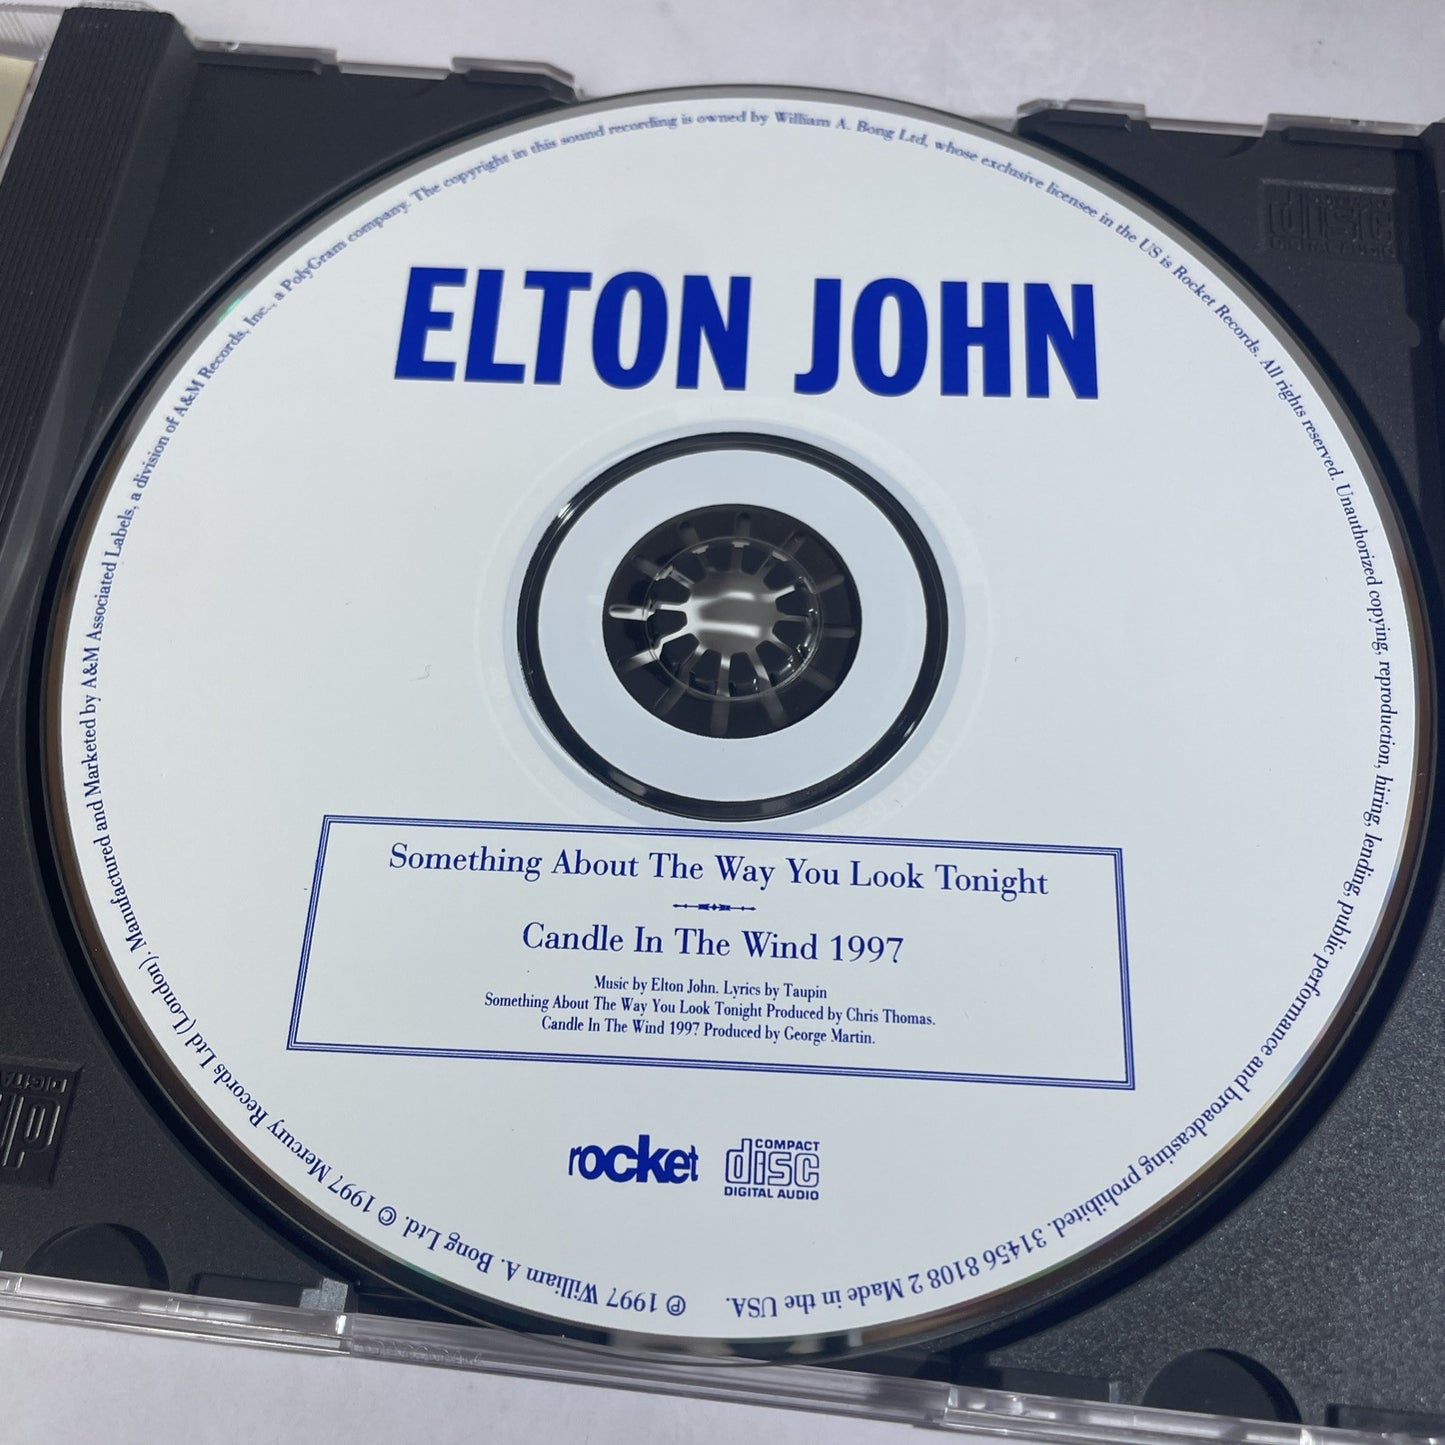 ELTON JOHN
Something About The Way You Look Tonight
Candle In The Wind 1997
Music by Elton John. Lyrics by Taupin
Something About The Way You Look Tonight Produced by Chris Thomas.
Candle In The Wind 1997 Produced by George Martin.
rocket
COMPACT
disc
DIGITAL AUDIO
℗ 1997 William A. Bong Ltd. © 1997 Mercury Records Ltd (London). Manufactured and Marketed by A&M Associated Labels, a division of A&M Records, Inc., a PolyGram company. The copyright in this sound recording is owned by William A. Bong Ltd, whose exclusive licensee in the US is Rocket Records. All rights reserved. Unauthorized copying, reproduction, hiring, lending, public performance and broadcasting prohibited. 31456 8108 2 Made in the USA.
disc
DIGITAL AUDIO